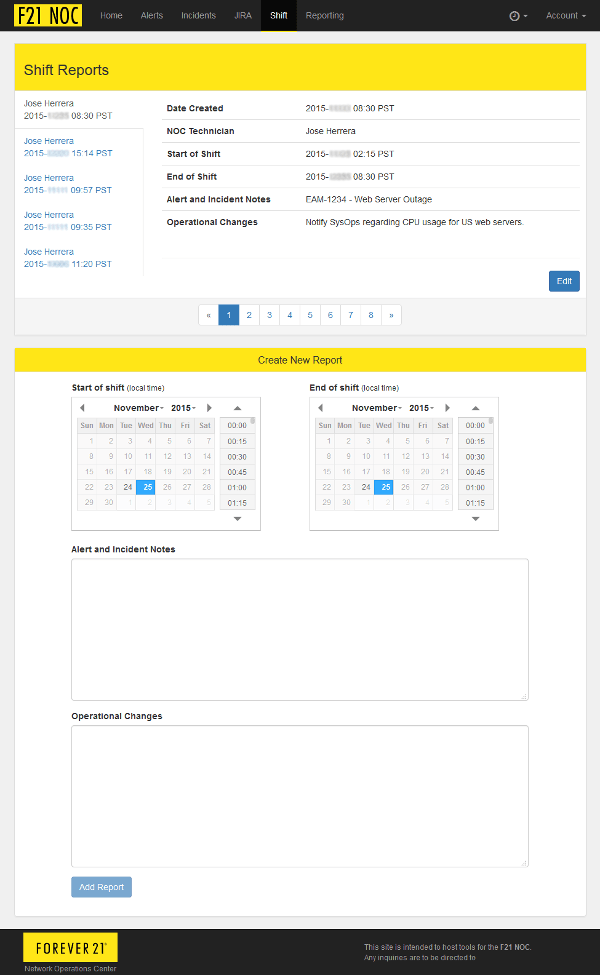 F21 NOC Home Alerts Incidents JIRA Shift Reporting Account
Shift Reports
Jose Herrera
2015- 08:30 PST
Jose Herrera
2015- 15:14 PST
Jose Herrera
2015- 09:57 PST
Jose Herrera
2015- 09:35 PST
Jose Herrera
2015- 11:20 PST
Date Created 2015- 08:30 PST
NOC Technician Jose Herrera
Start of Shift 2015- 02:15 PST
End of Shift 2015- 08:30 PST
Alert and Incident Notes EAM-1234 - Web Server Outage
Operational Changes Notify SysOps regarding CPU usage for US web servers.
Edit
« 1 2 3 4 5 6 7 8 »
Create New Report
Start of shift (local time)
November 2015
Sun Mon Tue Wed Thu Fri Sat
1 2 3 4 5 6 7
8 9 10 11 12 13 14
15 16 17 18 19 20 21
22 23 24 25 26 27 28
29 30 1 2 3 4 5
00:00
00:15
00:30
00:45
01:00
01:15
End of shift (local time)
November 2015
Sun Mon Tue Wed Thu Fri Sat
1 2 3 4 5 6 7
8 9 10 11 12 13 14
15 16 17 18 19 20 21
22 23 24 25 26 27 28
29 30 1 2 3 4 5
00:00
00:15
00:30
00:45
01:00
01:15
Alert and Incident Notes
Operational Changes
Add Report
FOREVER 21®
Network Operations Center
This site is intended to host tools for the F21 NOC.
Any inquiries are to be directed to